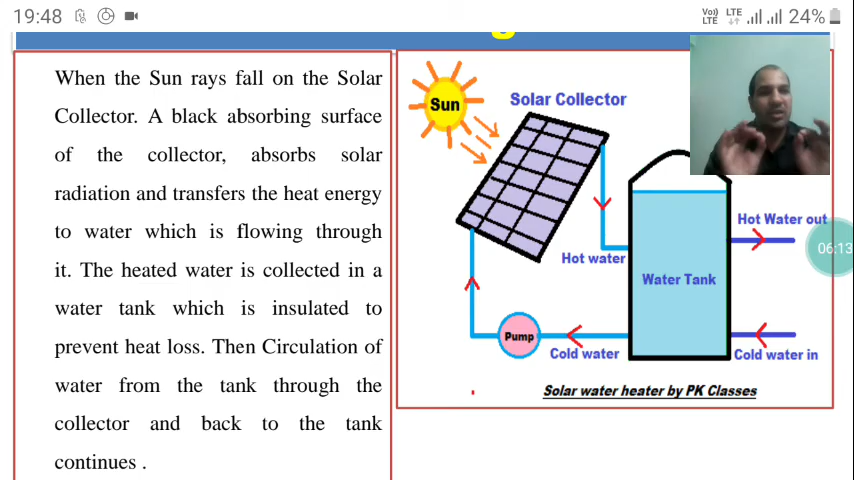 19:48
Vo)) LTE LTE 24%
When the Sun rays fall on the Solar
Collector. A black absorbing surface
of the collector, absorbs solar
radiation and transfers the heat energy
to water which is flowing through
it. The heated water is collected in a
water tank which is insulated to
prevent heat loss. Then Circulation of
water from the tank through the
collector and back to the tank
continues .
Sun
Solar Collector
Hot water
Water Tank
Hot Water out
06:13
Pump
Cold water
Cold water in
Solar water heater by PK Classes